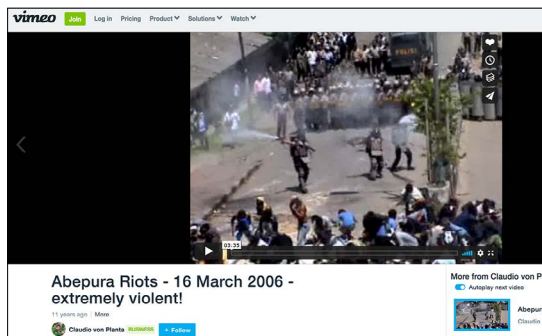 vimeo Join Log in Pricing Product Solutions Watch
POLISI
03:35
Abepura Riots - 16 March 2006 -
extremely violent!
11 years ago More
Claudio von Planta BUSINESS + Follow
More from Claudio von P
Autoplay next video
Abepur
Claudio